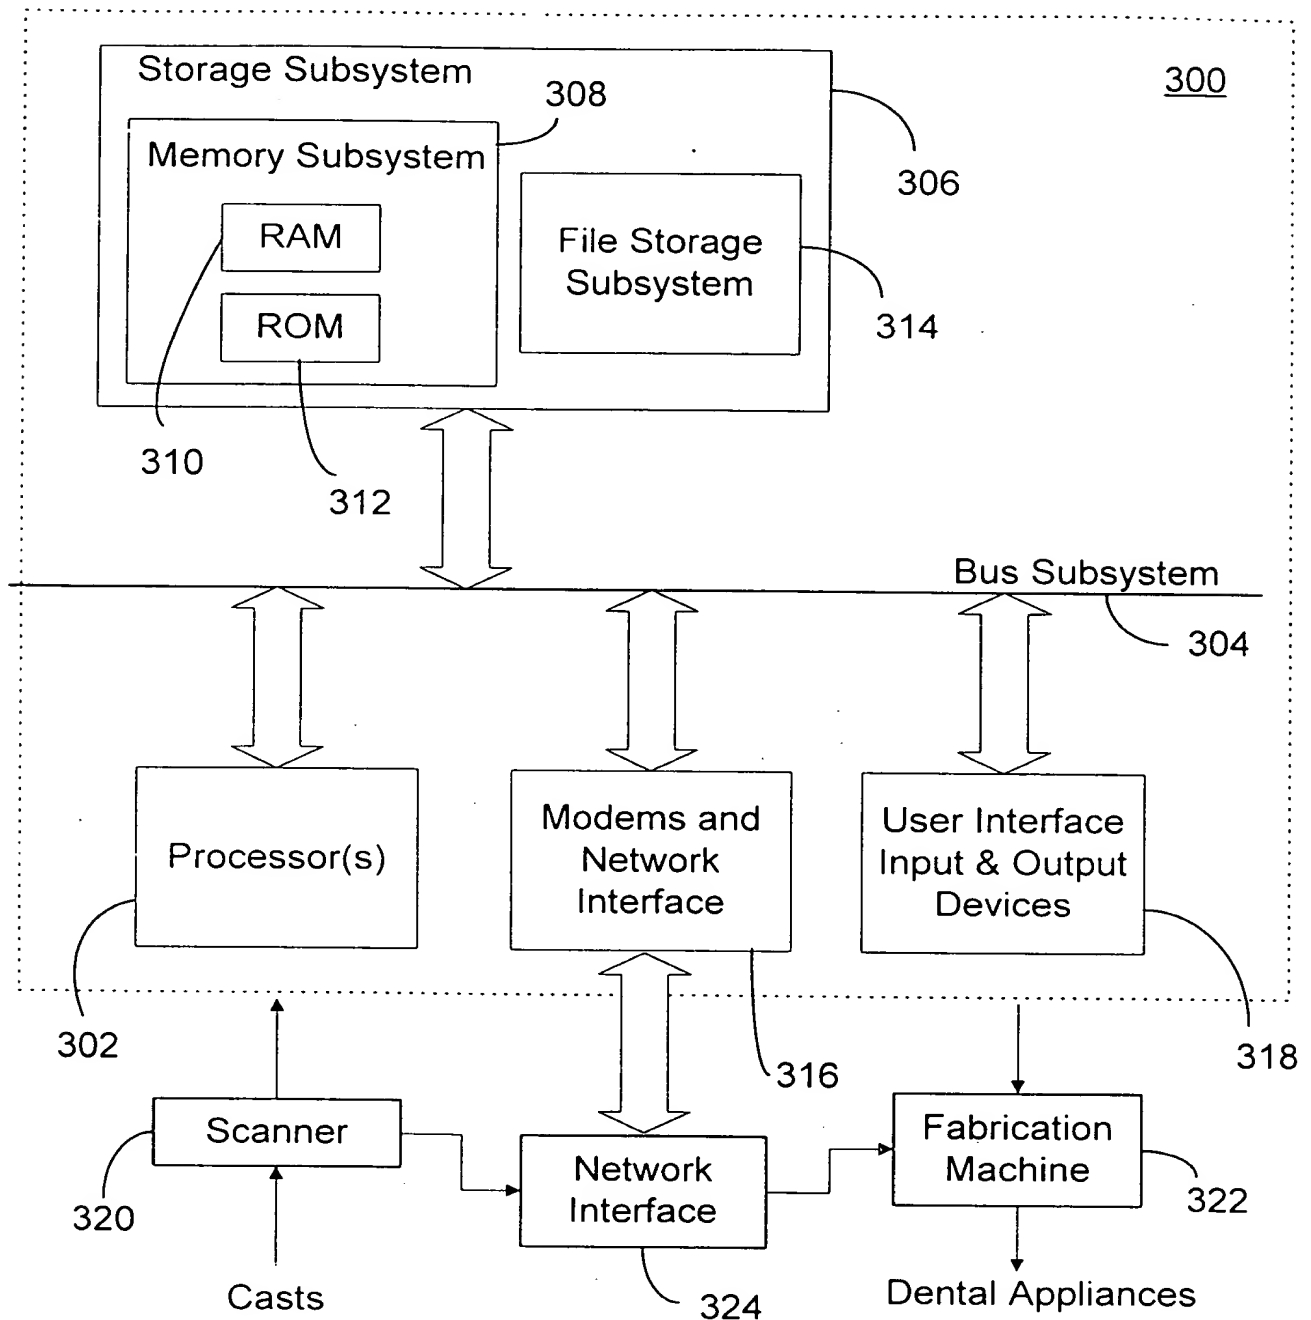 Storage Subsystem
308
300
Memory Subsystem
306
RAM
File Storage
Subsystem
ROM
314
310
312
Bus Subsystem
304
Processor(s)
Modems and
Network
Interface
User Interface
Input & Output
Devices
302
316
318
Scanner
Network
Interface
Fabrication
Machine
320
322
Casts
324
Dental Appliances